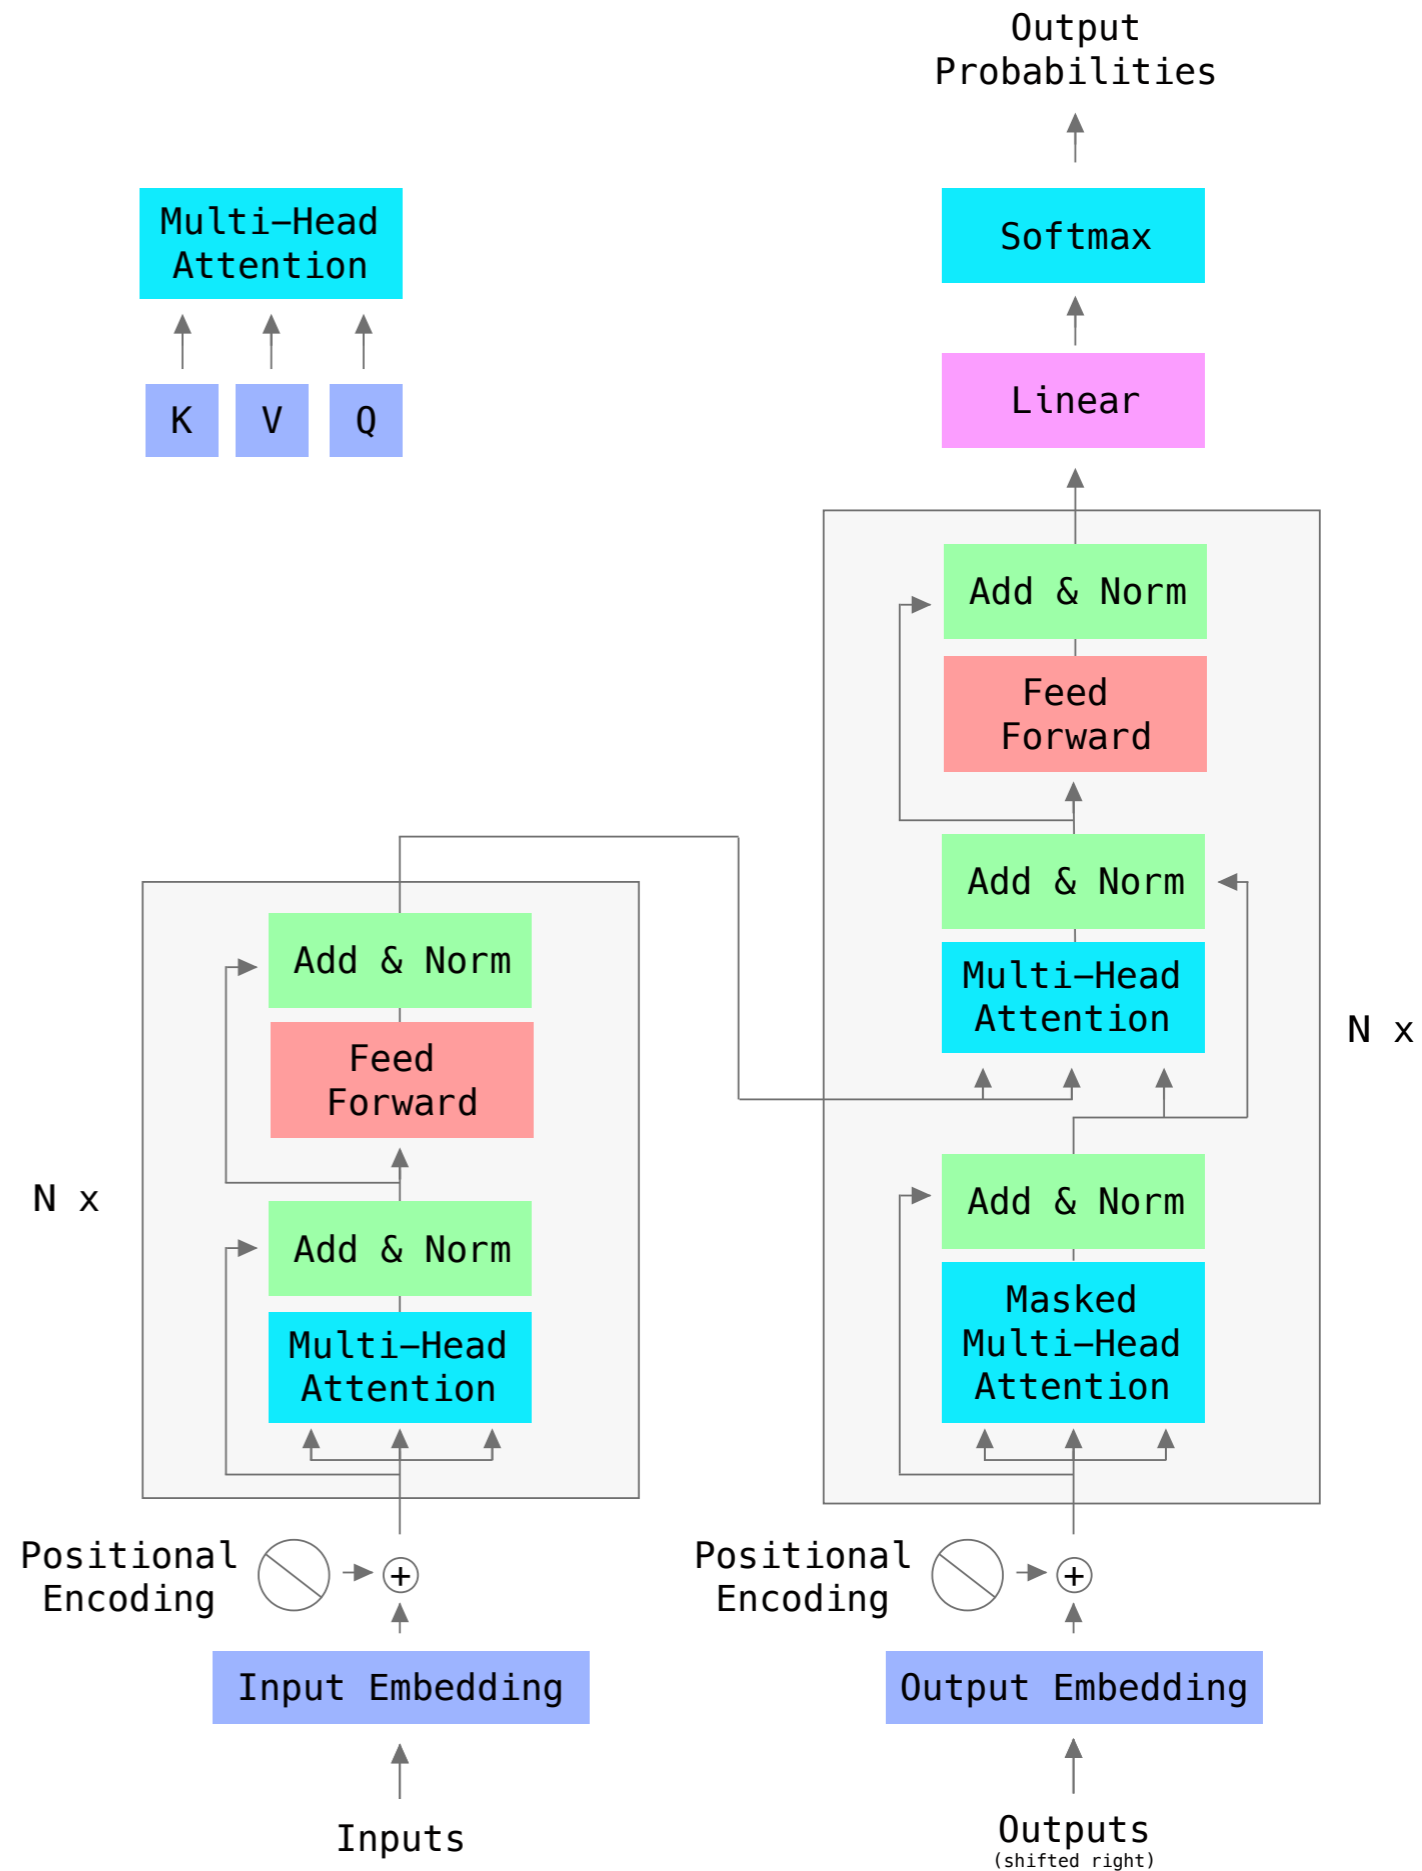 Output
Probabilities
Softmax
Linear
Multi-Head
Attention
K V Q
Add & Norm
Feed
Forward
Add & Norm
Multi-Head
Attention
N x
Add & Norm
Masked
Multi-Head
Attention
Positional
Encoding
+
Output Embedding
Outputs
(shifted right)
Add & Norm
Feed
Forward
N x
Add & Norm
Multi-Head
Attention
Positional
Encoding
+
Input Embedding
Inputs